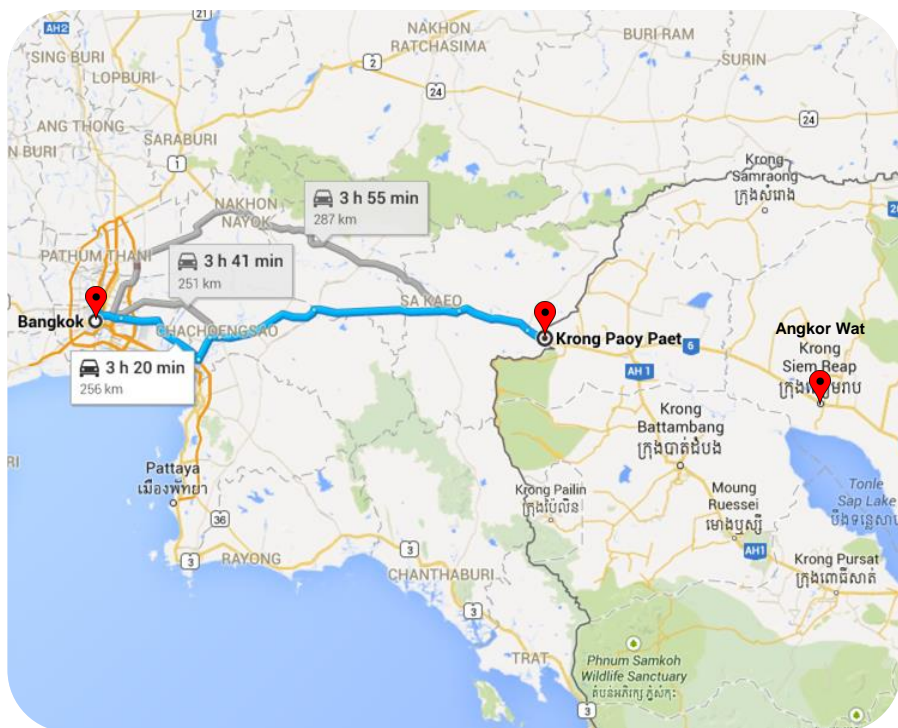 21
AH2
NAKHON
RATCHASIMA
BURI RAM
SING BURI
SURIN
LOPBURI
2
24
ANG THONG
24
N BURI
SARABURI
1
Krong
Samraong
ក្រុងសំរោង
NAKHON
NAYOK
3 h 55 min
287 km
PATHUM THANI
3 h 41 min
251 km
SA KAEO
Bangkok
CHACHOENGSAO
Krong Paoy Paet
6
Angkor Wat
Krong
Siem Reap
3 h 20 min
256 km
AH 1
Krong
Battambang
ក្រុងបាត់ដំបង
Pattaya
เมืองพัทยา
Krong Pailin
ក្រុងប៉ៃលិន
Moung
Ruessei
មោងឫស្សី
Tonle
Sap Lake
36
AH1
3
RAYONG
3
CHANTHABURI
Krong Pursat
ក្រុងពោធិ៍សាត់
3
TRAT
Phnum Samkoh
Wildlife Sanctuary
3